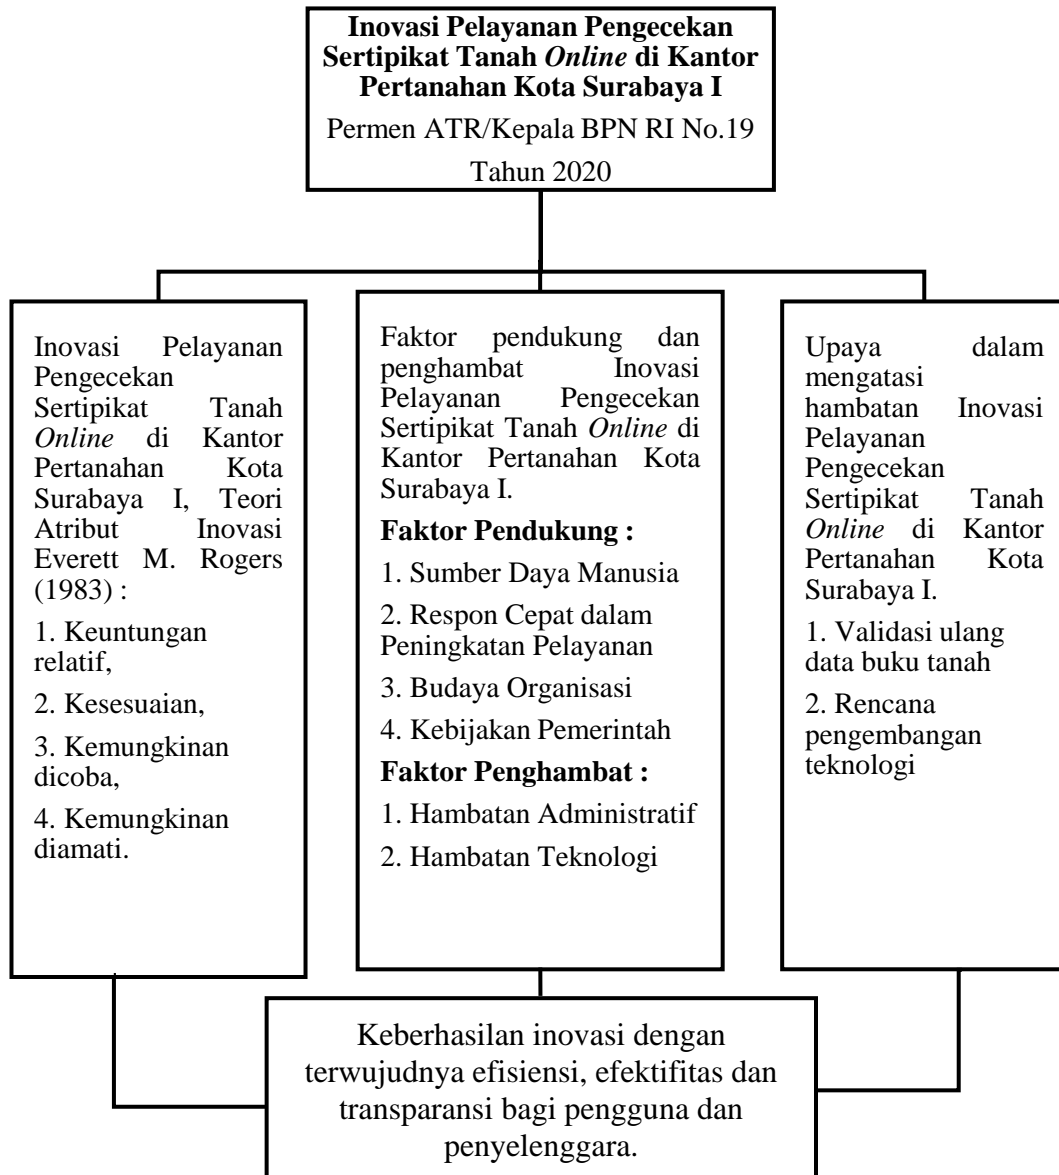 Inovasi Pelayanan Pengecekan
Sertipikat Tanah Online di Kantor
Pertanahan Kota Surabaya I
Permen ATR/Kepala BPN RI No.19
Tahun 2020
Inovasi Pelayanan
Pengecekan
Sertipikat Tanah
Online di Kantor
Pertanahan Kota
Surabaya I, Teori
Atribut Inovasi
Everett M. Rogers
(1983) :
1. Keuntungan
relatif,
2. Kesesuaian,
3. Kemungkinan
dicoba,
4. Kemungkinan
diamati.
Faktor pendukung dan
penghambat Inovasi
Pelayanan Pengecekan
Sertipikat Tanah Online di
Kantor Pertanahan Kota
Surabaya I.
Faktor Pendukung :
1. Sumber Daya Manusia
2. Respon Cepat dalam
Peningkatan Pelayanan
3. Budaya Organisasi
4. Kebijakan Pemerintah
Faktor Penghambat :
1. Hambatan Administratif
2. Hambatan Teknologi
Upaya dalam
mengatasi
hambatan Inovasi
Pelayanan
Pengecekan
Sertipikat Tanah
Online di Kantor
Pertanahan Kota
Surabaya I.
1. Validasi ulang
data buku tanah
2. Rencana
pengembangan
teknologi
Keberhasilan inovasi dengan
terwujudnya efisiensi, efektifitas dan
transparansi bagi pengguna dan
penyelenggara.